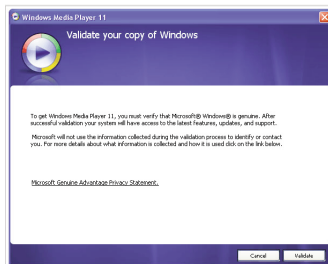 Windows Media Player 11
Validate your copy of Windows
To get Windows Media Player 11, you must verify that Microsoft® Windows® is genuine. After
successful validation your system will have access to the latest features, updates, and support.
Microsoft will not use the information collected during the validation process to identify or contact
you. For more details about what information is collected and how it is used click on the link below.
Microsoft Genuine Advantage Privacy Statement.
Cancel Validate